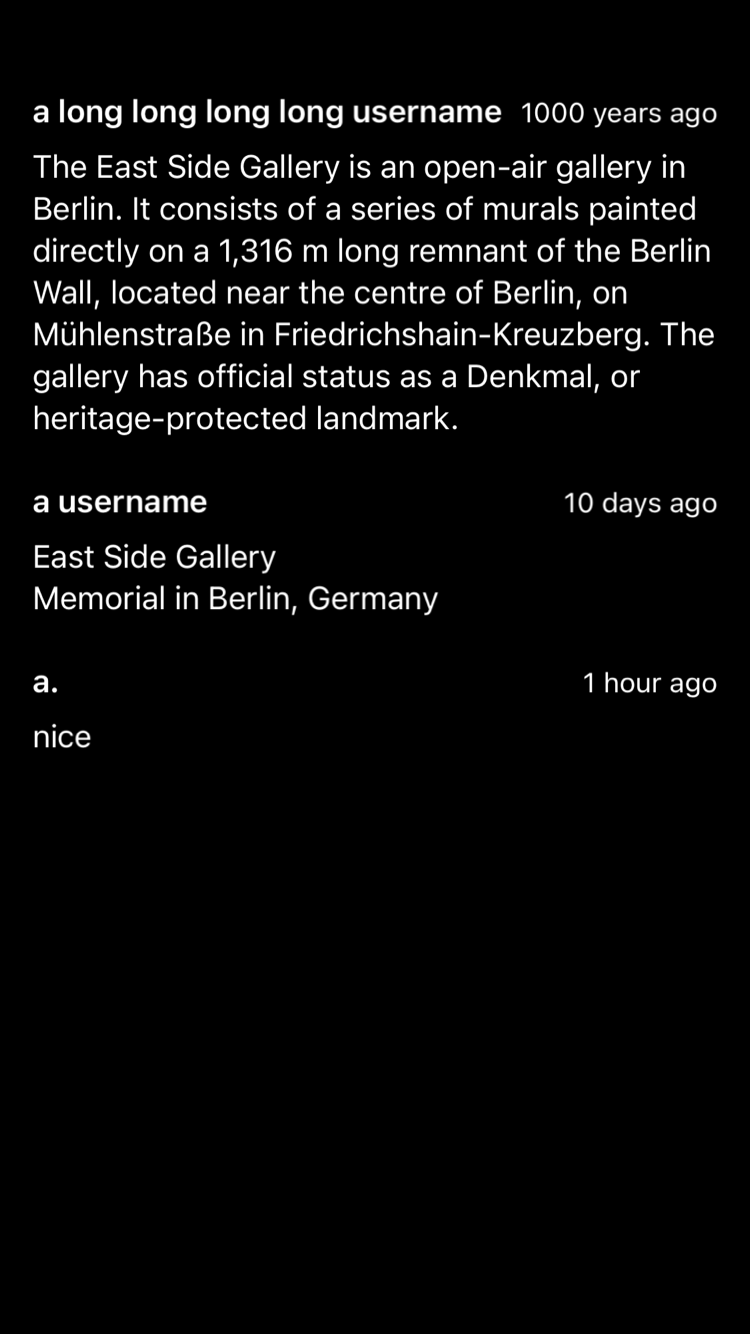 a long long long long username 1000 years ago
The East Side Gallery is an open-air gallery in
Berlin. It consists of a series of murals painted
directly on a 1,316 m long remnant of the Berlin
Wall, located near the centre of Berlin, on
Mühlenstraße in Friedrichshain-Kreuzberg. The
gallery has official status as a Denkmal, or
heritage-protected landmark.
a username 10 days ago
East Side Gallery
Memorial in Berlin, Germany
a. 1 hour ago
nice